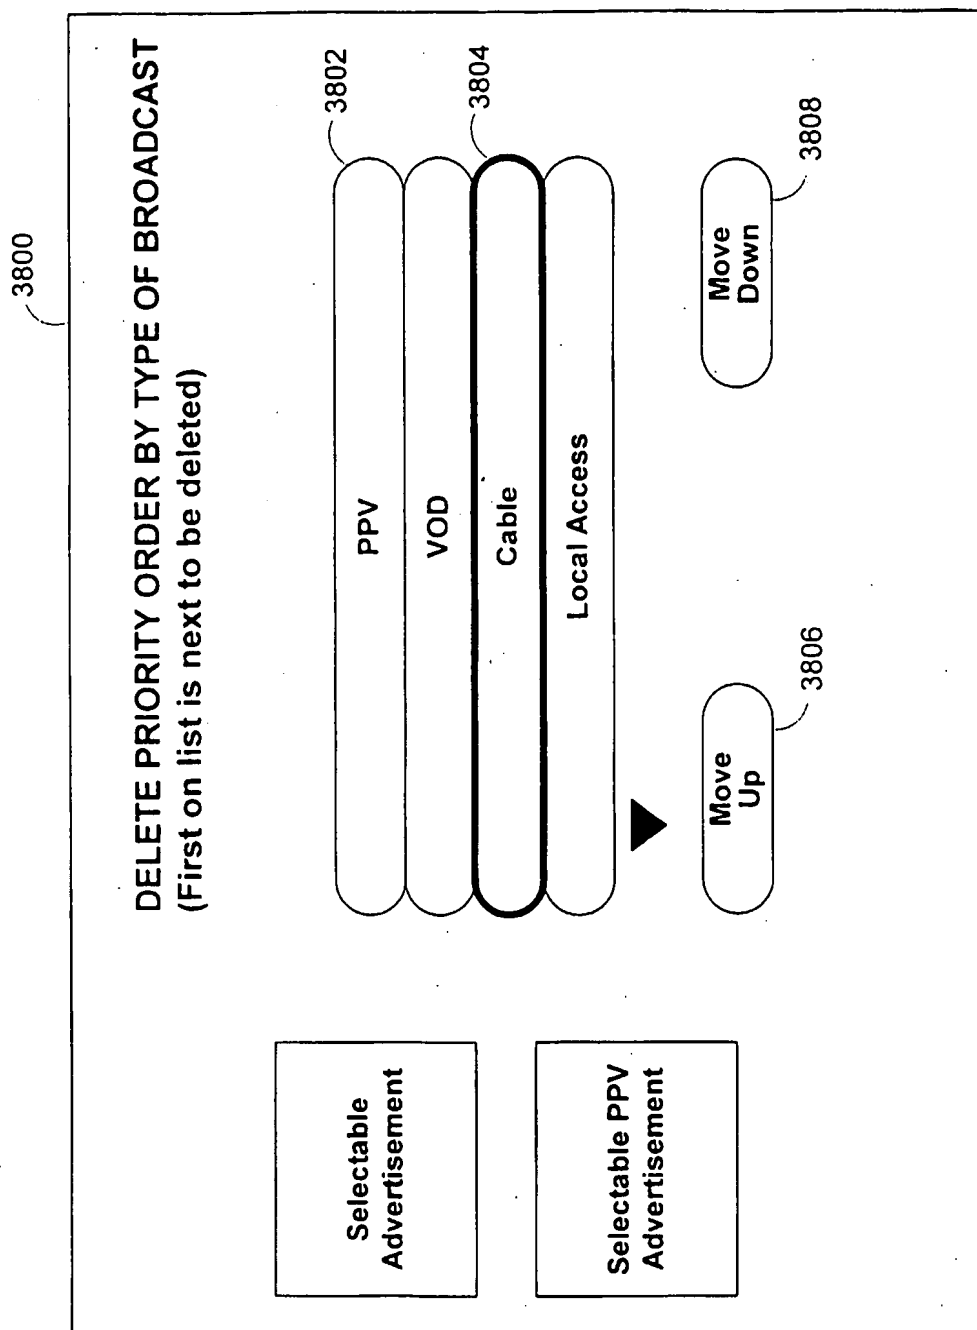 3800
DELETE PRIORITY ORDER BY TYPE OF BROADCAST
(First on list is next to be deleted)
Selectable
Advertisement
Selectable PPV
Advertisement
PPV
3802
VOD
Cable
3804
Local Access
Move
Up
3806
Move
Down
3808